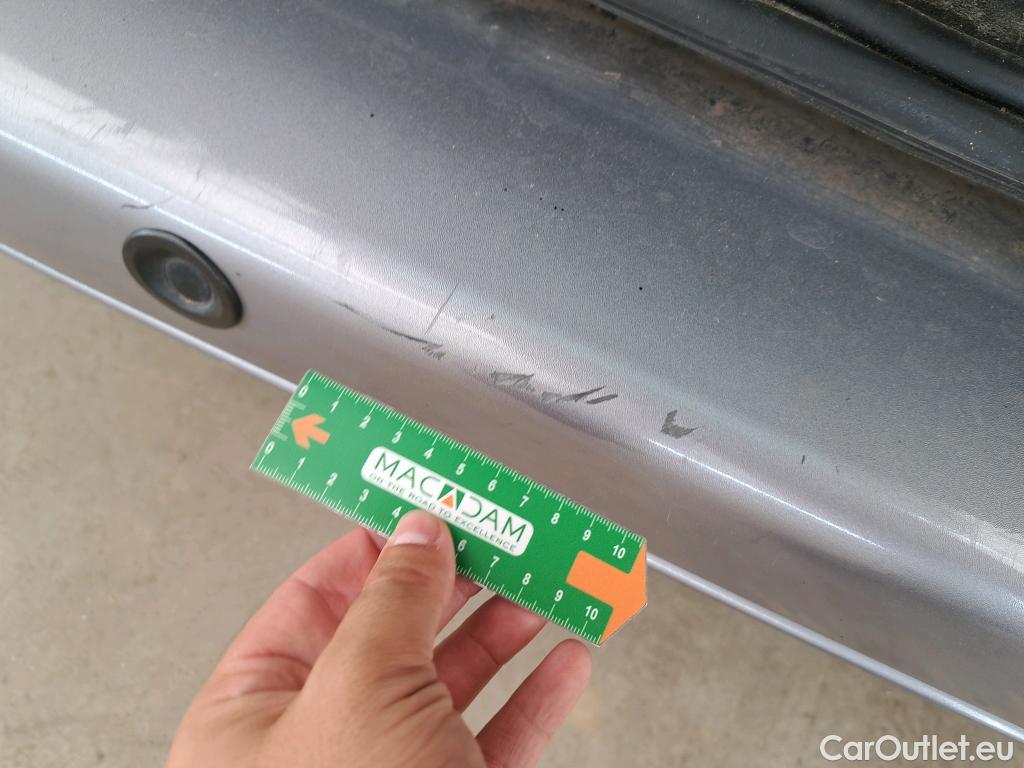 0 1 2 3 4 5 6 7 8 9 10
MACADAM
ON THE ROAD TO EXCELLENCE
0 1 2 3 4 6 7 8 9 10
CarOutlet.eu